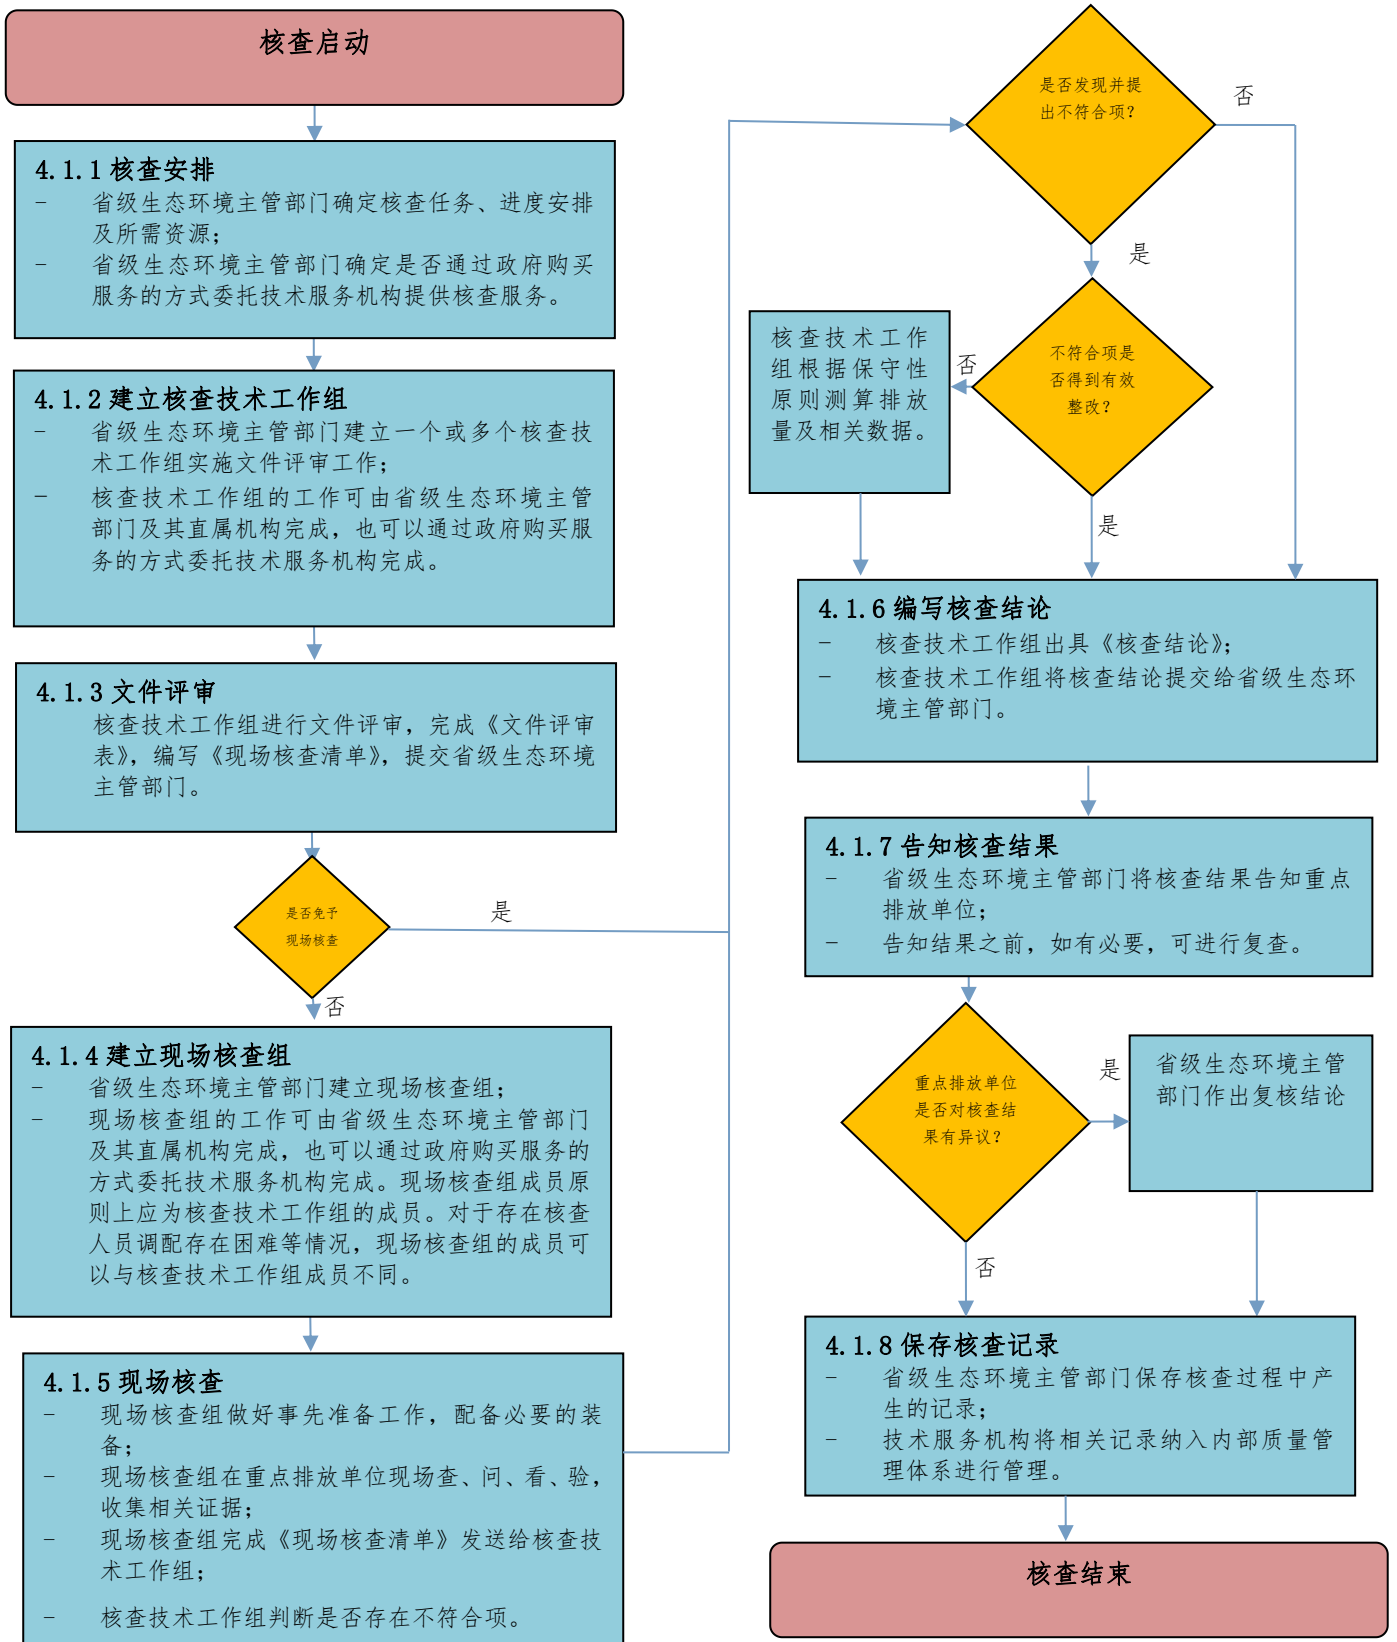 核查启动
4.1.1 核查安排
- 省级生态环境主管部门确定核查任务、进度安排
及所需资源；
- 省级生态环境主管部门确定是否通过政府购买
服务的方式委托技术服务机构提供核查服务。
4.1.2 建立核查技术工作组
- 省级生态环境主管部门建立一个或多个核查技
术工作组实施文件评审工作；
- 核查技术工作组的工作可由省级生态环境主管
部门及其直属机构完成，也可以通过政府购买服
务的方式委托技术服务机构完成。
4.1.3 文件评审
核查技术工作组进行文件评审，完成《文件评审
表》，编写《现场核查清单》，提交省级生态环境
主管部门。
是否免予
现场核查
是
否
4.1.4 建立现场核查组
- 省级生态环境主管部门建立现场核查组；
- 现场核查组的工作可由省级生态环境主管部门
及其直属机构完成，也可以通过政府购买服务的
方式委托技术服务机构完成。现场核查组成员原
则上应为核查技术工作组的成员。对于存在核查
人员调配存在困难等情况，现场核查组的成员可
以与核查技术工作组成员不同。
4.1.5 现场核查
- 现场核查组做好事先准备工作，配备必要的装
备；
- 现场核查组在重点排放单位现场查、问、看、验，
收集相关证据；
- 现场核查组完成《现场核查清单》发送给核查技
术工作组；
- 核查技术工作组判断是否存在不符合项。
是否发现并提
出不符合项？
否
是
不符合项是
否得到有效
整改？
否
核查技术工作
组根据保守性
原则测算排放
量及相关数据。
是
4.1.6 编写核查结论
- 核查技术工作组出具《核查结论》；
- 核查技术工作组将核查结论提交给省级生态环
境主管部门。
4.1.7 告知核查结果
- 省级生态环境主管部门将核查结果告知重点
排放单位；
- 告知结果之前，如有必要，可进行复查。
重点排放单位
是否对核查结
果有异议？
是
省级生态环境主管
部门作出复核结论
否
4.1.8 保存核查记录
- 省级生态环境主管部门保存核查过程中产
生的记录；
- 技术服务机构将相关记录纳入内部质量管
理体系进行管理。
核查结束